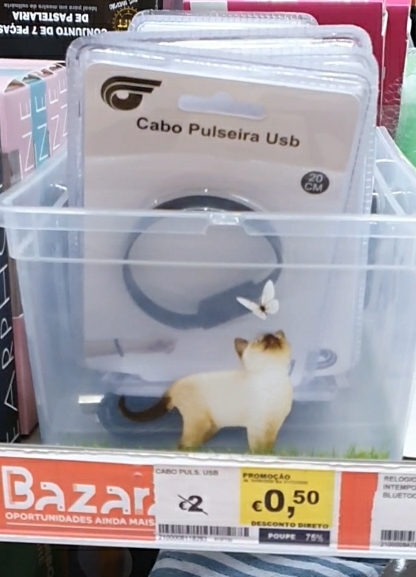 DE PASTELARIA
CONJUNTO DE 7 PEÇAS
Cabo Pulseira Usb
20
CM
Bazar
OPORTUNIDADES AINDA MAIS
CABO PULS. USB
€2
PROMOÇÃO
€0,50
DESCONTO DIRETO
POUPE 75%
RELOGIO
INTEMPO
BLUETO